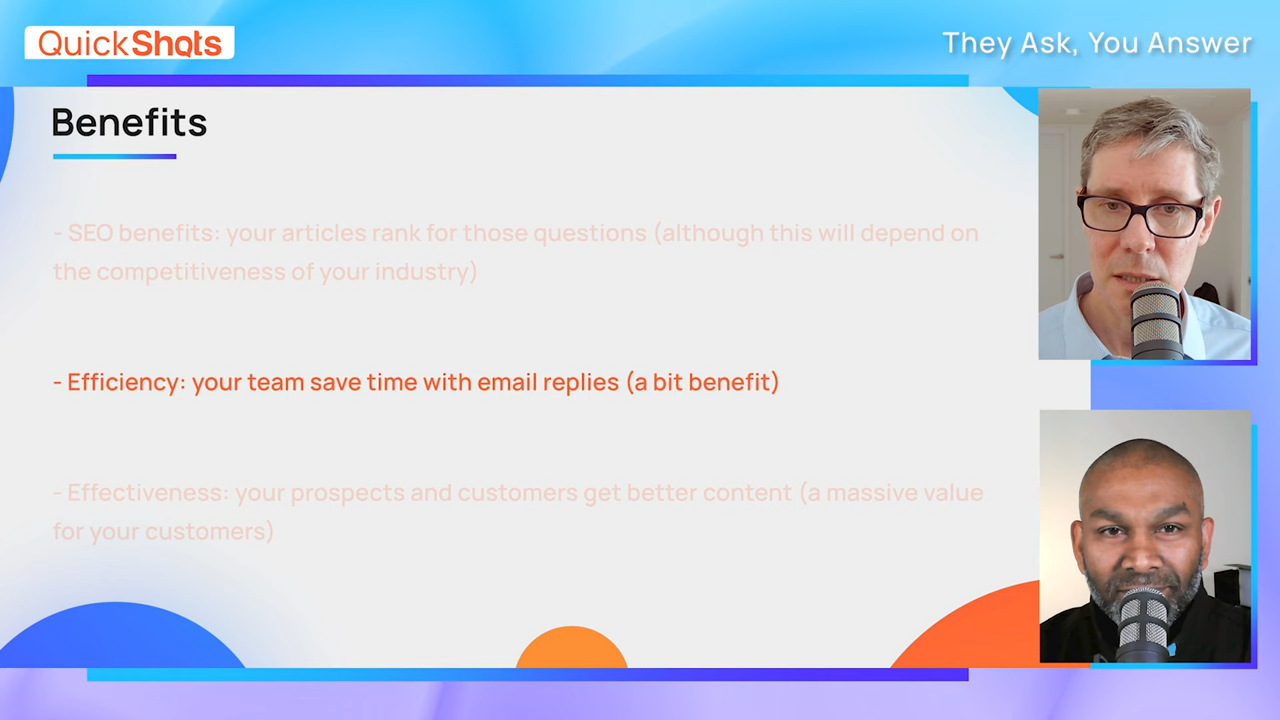 QuickShots
They Ask, You Answer
Benefits
- SEO benefits: your articles rank for those questions (although this will depend on
the competitiveness of your industry)
- Efficiency: your team save time with email replies (a bit benefit)
- Effectiveness: your prospects and customers get better content (a massive value
for your customers)